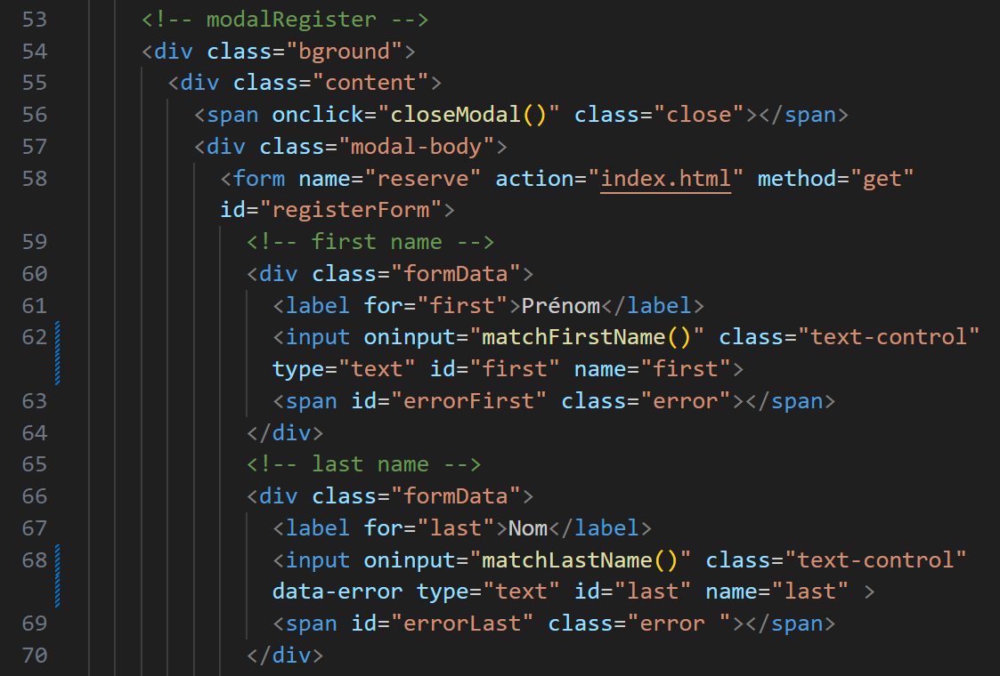 53 <!-- modalRegister -->
54 <div class="bground">
55 <div class="content">
56 <span onclick="closeModal()" class="close"></span>
57 <div class="modal-body">
58 <form name="reserve" action="index.html" method="get"
id="registerForm">
59 <!-- first name -->
60 <div class="formData">
61 <label for="first">Prénom</label>
62 <input oninput="matchFirstName()" class="text-control"
type="text" id="first" name="first">
63 <span id="errorFirst" class="error"></span>
64 </div>
65 <!-- last name -->
66 <div class="formData">
67 <label for="last">Nom</label>
68 <input oninput="matchLastName()" class="text-control"
data-error type="text" id="last" name="last" >
69 <span id="errorLast" class="error "></span>
70 </div>